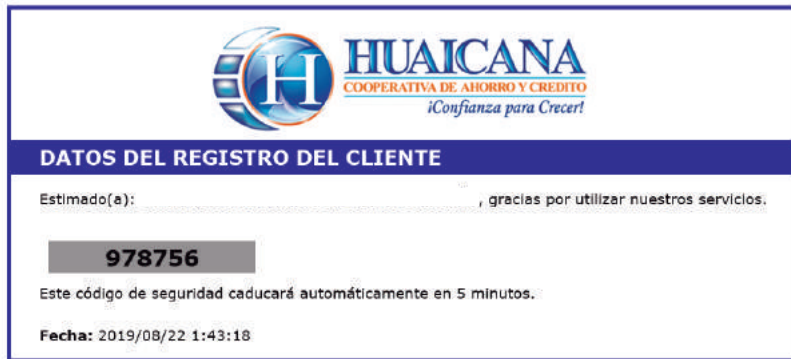 H HUAICANA
COOPERATIVA DE AHORRO Y CREDITO
¡Confianza para Crecer!
DATOS DEL REGISTRO DEL CLIENTE
Estimado(a): , gracias por utilizar nuestros servicios.
978756
Este código de seguridad caducará automáticamente en 5 minutos.
Fecha: 2019/08/22 1:43:18